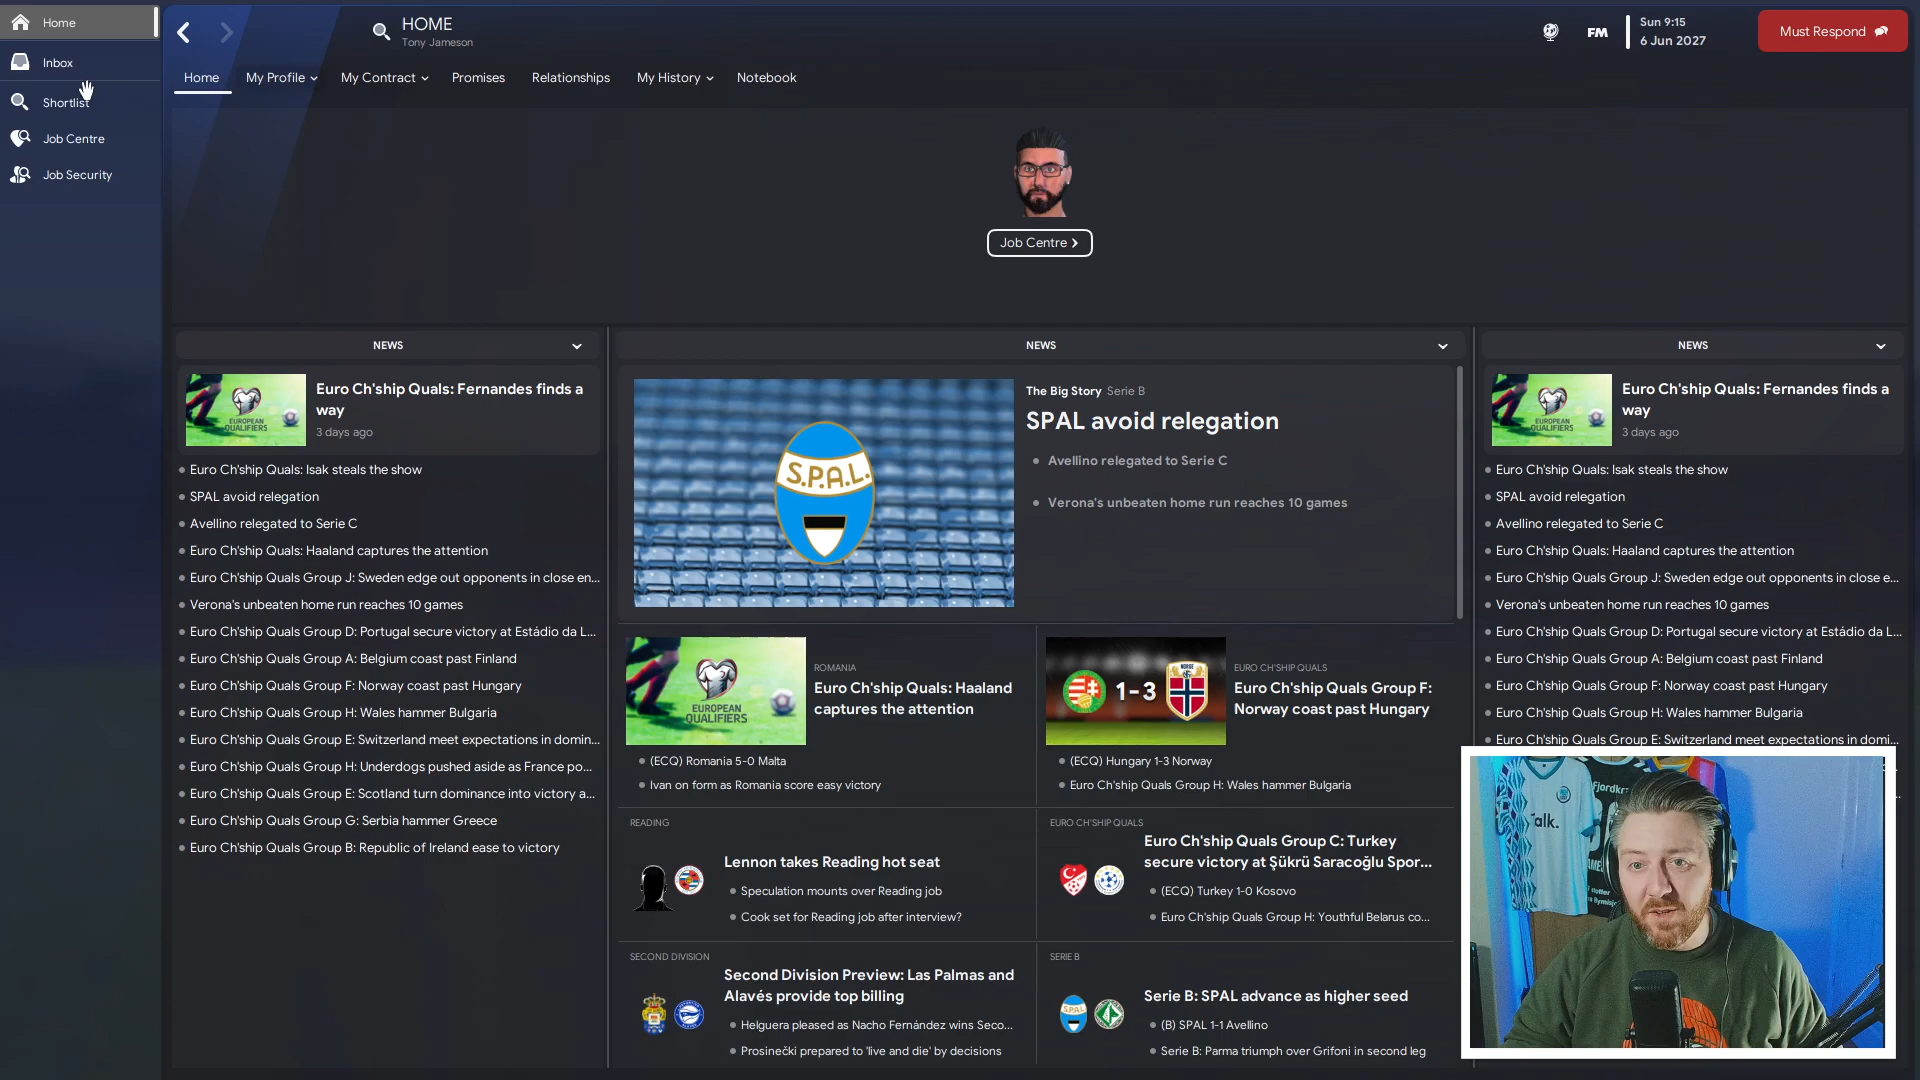 Home
Inbox
Shortlist
Job Centre
Job Security
HOME
Tony Jameson
FM
Sun 9:15
6 Jun 2027
Must Respond
Home
My Profile
My Contract
Promises
Relationships
My History
Notebook
Job Centre
NEWS
Euro Ch'ship Quals: Fernandes finds a
way
3 days ago
EUROPEAN
QUALIFIERS
Euro Ch'ship Quals: Isak steals the show
SPAL avoid relegation
Avellino relegated to Serie C
Euro Ch'ship Quals: Haaland captures the attention
Euro Ch'ship Quals Group J: Sweden edge out opponents in close en...
Verona's unbeaten home run reaches 10 games
Euro Ch'ship Quals Group D: Portugal secure victory at Estádio da L...
Euro Ch'ship Quals Group A: Belgium coast past Finland
Euro Ch'ship Quals Group F: Norway coast past Hungary
Euro Ch'ship Quals Group H: Wales hammer Bulgaria
Euro Ch'ship Quals Group E: Switzerland meet expectations in domin...
Euro Ch'ship Quals Group H: Underdogs pushed aside as France po...
Euro Ch'ship Quals Group E: Scotland turn dominance into victory a...
Euro Ch'ship Quals Group G: Serbia hammer Greece
Euro Ch'ship Quals Group B: Republic of Ireland ease to victory
NEWS
S.P.A.L.
The Big Story Serie B
SPAL avoid relegation
Avellino relegated to Serie C
Verona's unbeaten home run reaches 10 games
EUROPEAN
QUALIFIERS
ROMANIA
Euro Ch'ship Quals: Haaland
captures the attention
(ECQ) Romania 5-0 Malta
Ivan on form as Romania score easy victory
1-3
NORGE
EURO CH'SHIP QUALS
Euro Ch'ship Quals Group F:
Norway coast past Hungary
(ECQ) Hungary 1-3 Norway
Euro Ch'ship Quals Group H: Wales hammer Bulgaria
READING
Lennon takes Reading hot seat
Speculation mounts over Reading job
Cook set for Reading job after interview?
EURO CH'SHIP QUALS
Euro Ch'ship Quals Group C: Turkey
secure victory at Şükrü Saracoğlu Spor...
(ECQ) Turkey 1-0 Kosovo
Euro Ch'ship Quals Group H: Youthful Belarus co...
SECOND DIVISION
Second Division Preview: Las Palmas and
Alavés provide top billing
Helguera pleased as Nacho Fernández wins Seco...
Prosinečki prepared to 'live and die' by decisions
SERIE B
Serie B: SPAL advance as higher seed
(B) SPAL 1-1 Avellino
Serie B: Parma triumph over Grifoni in second leg
NEWS
Euro Ch'ship Quals: Fernandes finds a
way
3 days ago
EUROPEAN
QUALIFIERS
Euro Ch'ship Quals: Isak steals the show
SPAL avoid relegation
Avellino relegated to Serie C
Euro Ch'ship Quals: Haaland captures the attention
Euro Ch'ship Quals Group J: Sweden edge out opponents in close e...
Verona's unbeaten home run reaches 10 games
Euro Ch'ship Quals Group D: Portugal secure victory at Estádio da L...
Euro Ch'ship Quals Group A: Belgium coast past Finland
Euro Ch'ship Quals Group F: Norway coast past Hungary
Euro Ch'ship Quals Group H: Wales hammer Bulgaria
Euro Ch'ship Quals Group E: Switzerland meet expectations in domi...